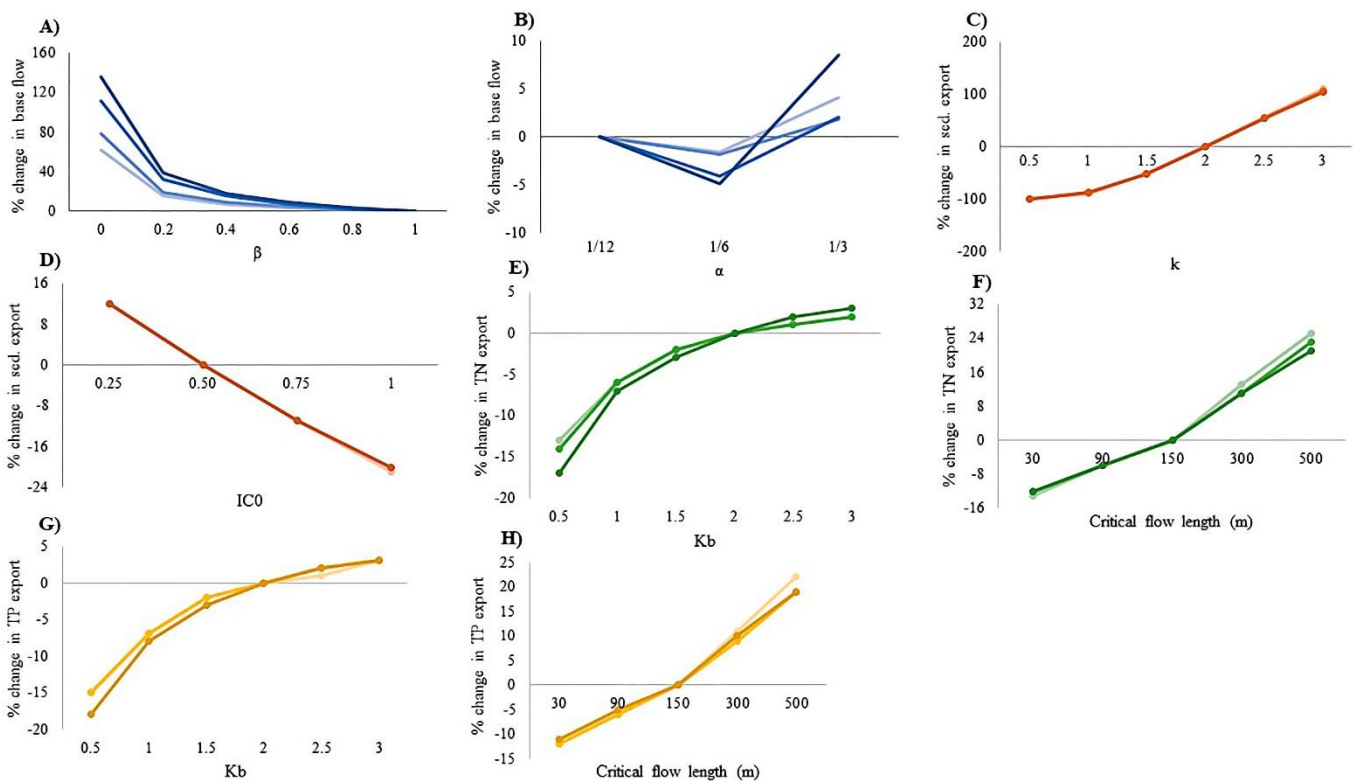 A)
% change in base flow
160
120
80
40
0
0 0.2 0.4 0.6 0.8 1
β
B)
% change in base flow
10
5
0
-5
-10
1/12 1/6 1/3
α
C)
% change in sed. export
200
100
0
-100
-200
0.5 1 1.5 2 2.5 3
k
D)
% change in sed. export
16
8
0
-8
-16
-24
0.25 0.50 0.75 1
IC0
E)
% change in TN export
5
0
-5
-10
-15
-20
0.5 1 1.5 2 2.5 3
Kb
F)
% change in TN export
32
24
16
8
0
-8
-16
30 90 150 300 500
Critical flow length (m)
G)
% change in TP export
5
0
-5
-10
-15
-20
0.5 1 1.5 2 2.5 3
Kb
H)
% change in TP export
25
20
15
10
5
0
-5
-10
-15
30 90 150 300 500
Critical flow length (m)